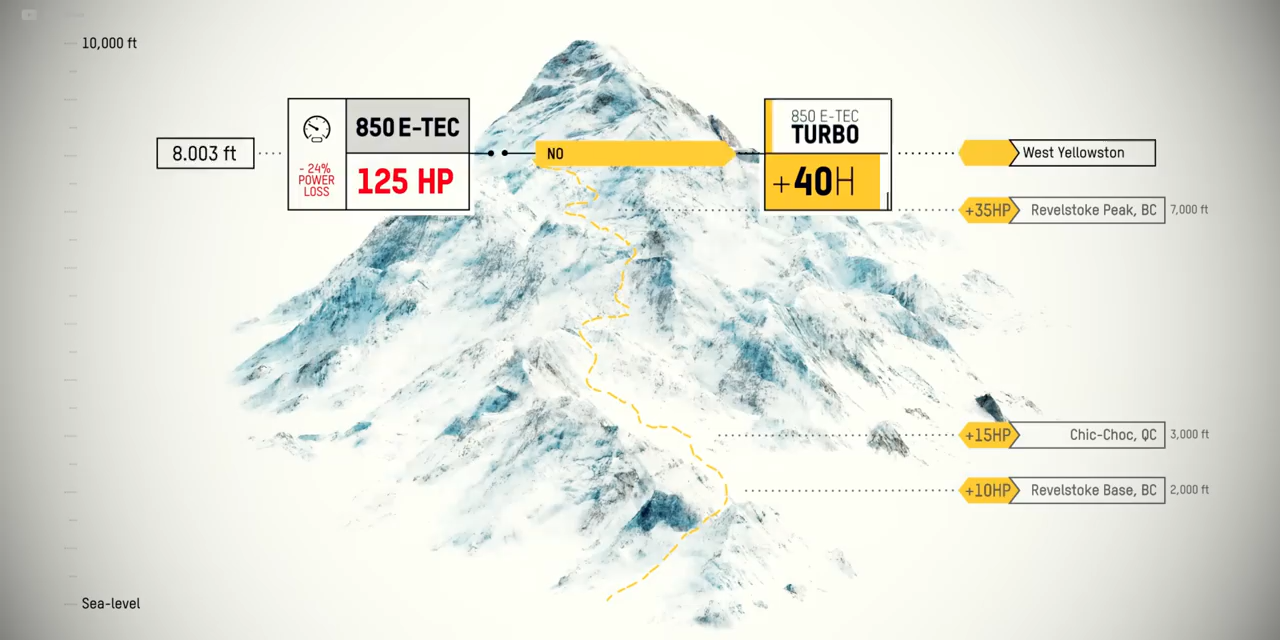 10,000 ft
8.003 ft
- 24%
POWER
LOSS
850 E-TEC
125 HP
NO
850 E-TEC
TURBO
+40H
West Yellowston
+35HP Revelstoke Peak, BC 7,000 ft
+15HP Chic-Choc, QC 3,000 ft
+10HP Revelstoke Base, BC 2,000 ft
Sea-level